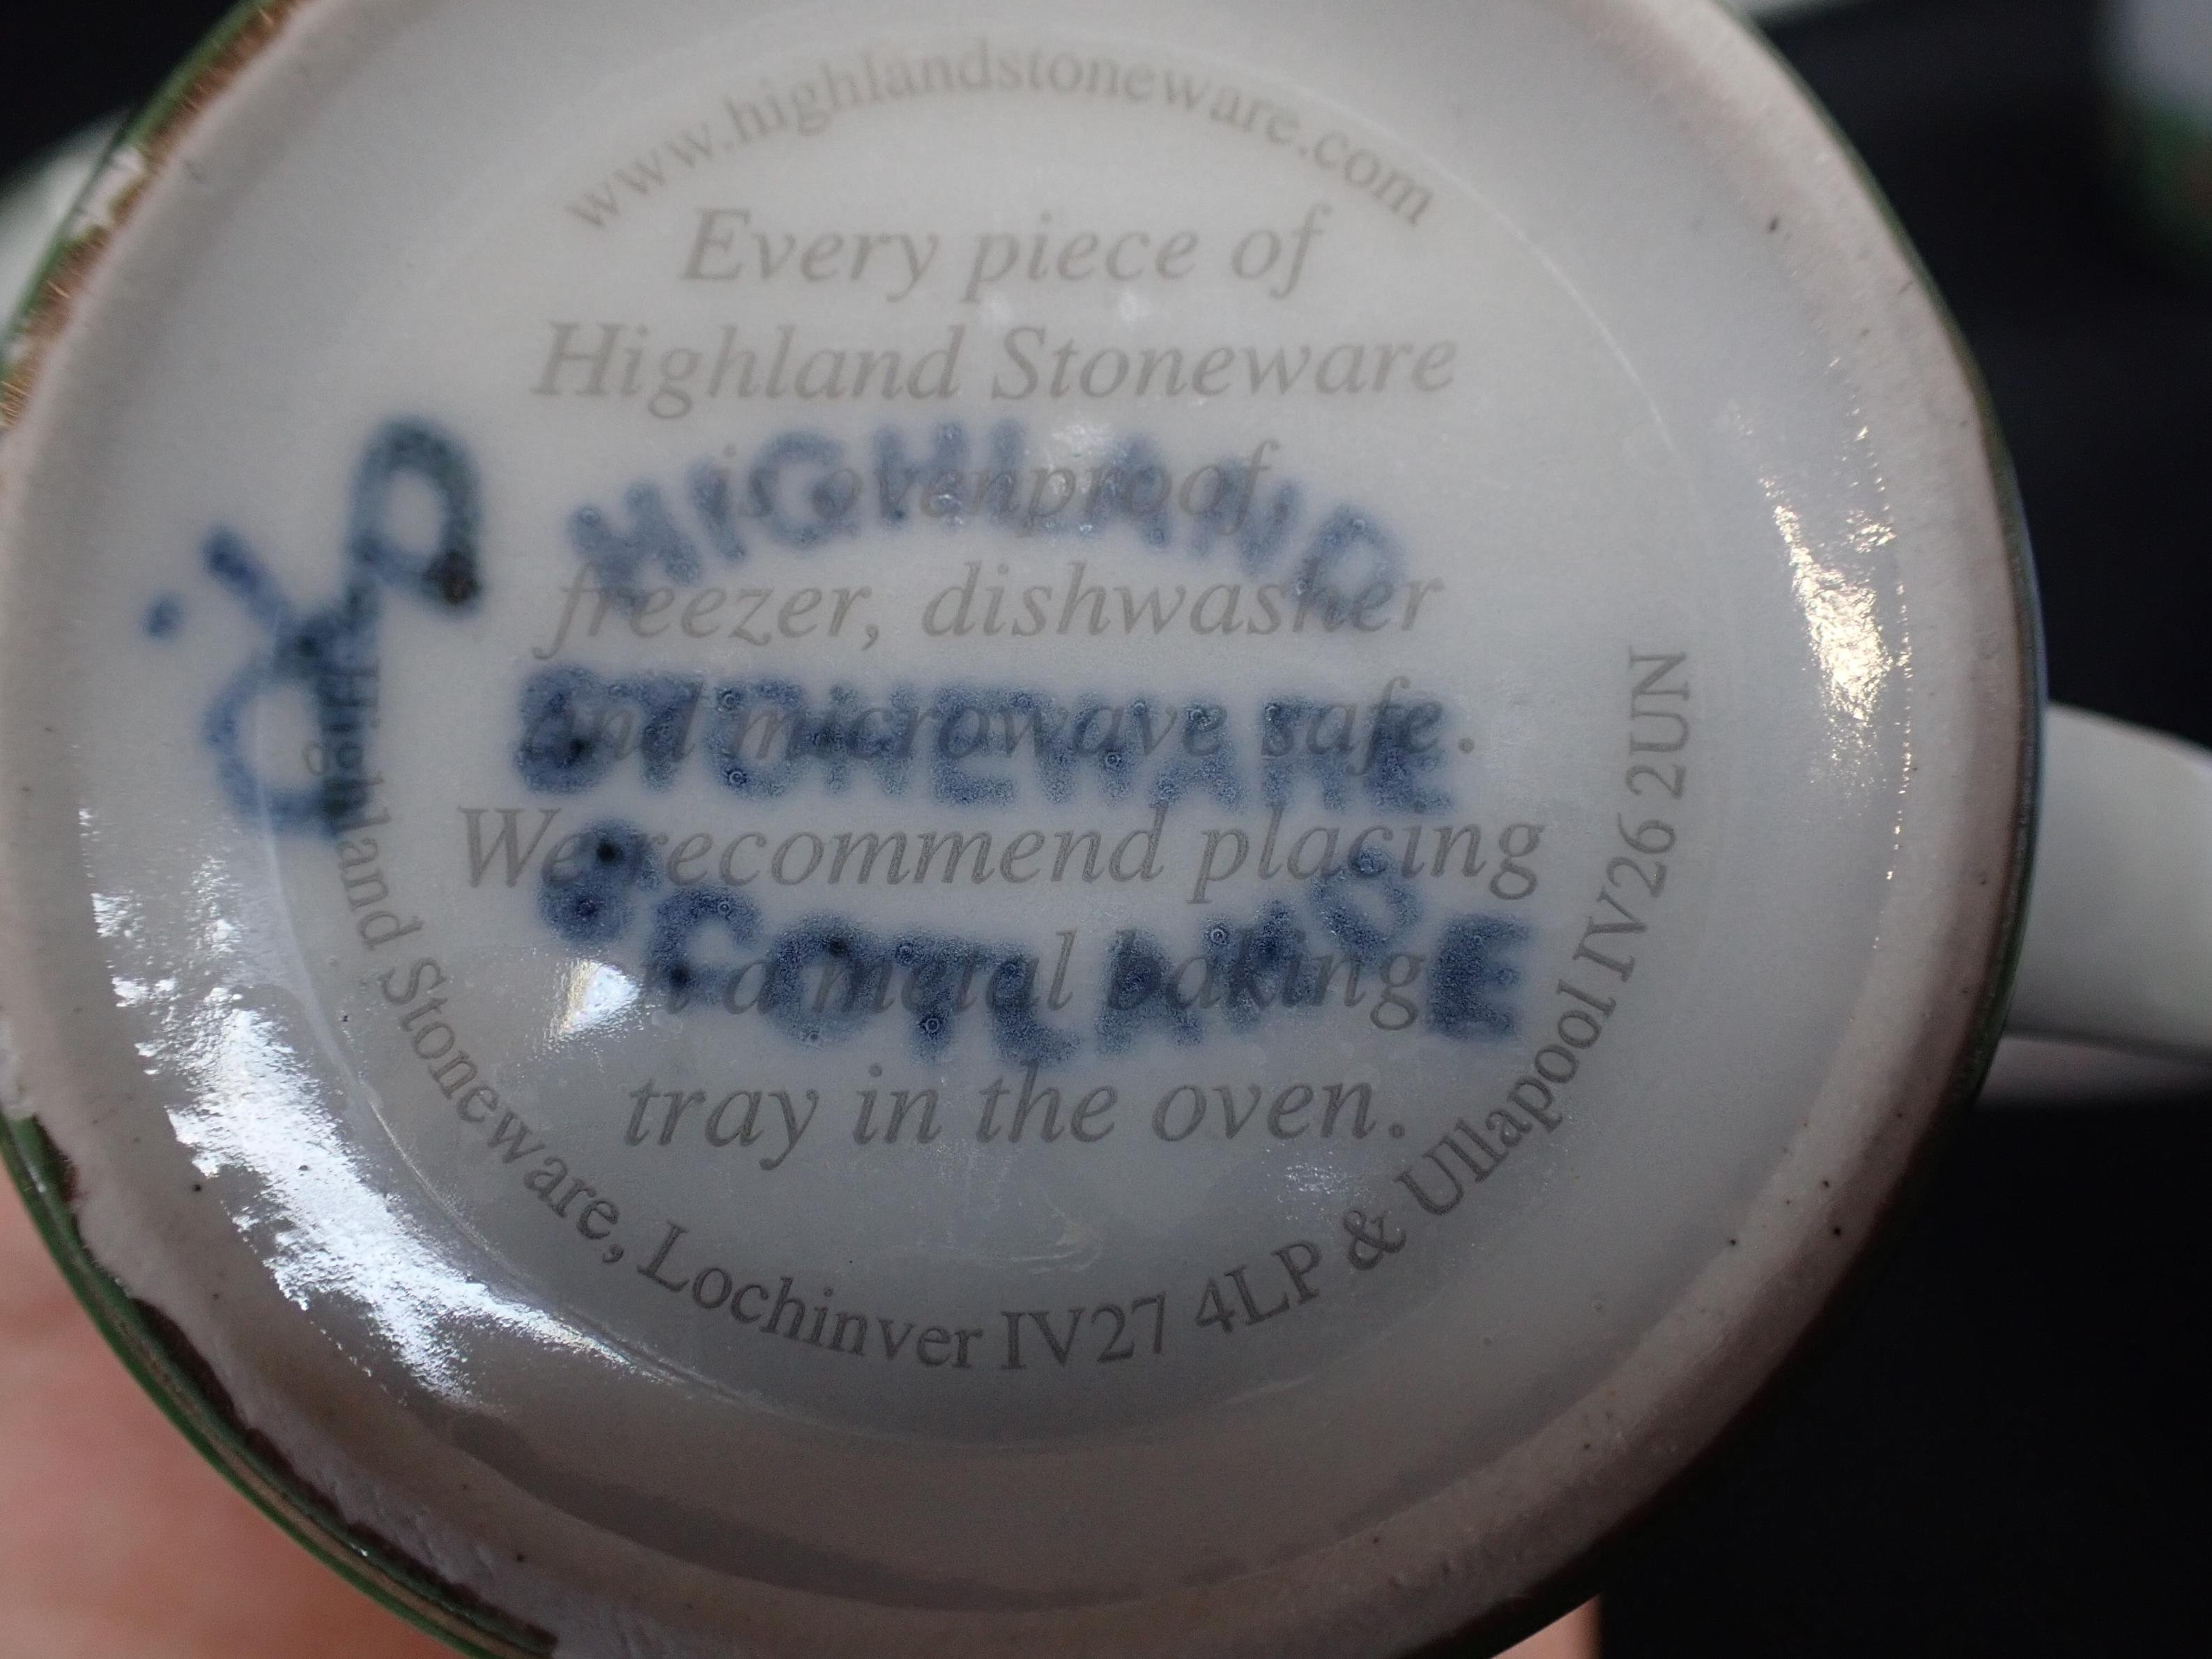 www.highlandstoneware.com
Every piece of
Highland Stoneware
is ovenproof,
freezer, dishwasher
and microwave safe.
We recommend placing
a metal baking
tray in the oven.
Highland Stoneware, Lochinver IV27 4LP & Ullapool IV26 2UN
HIGHLAND
STONEWARE
SCOTLAND
E